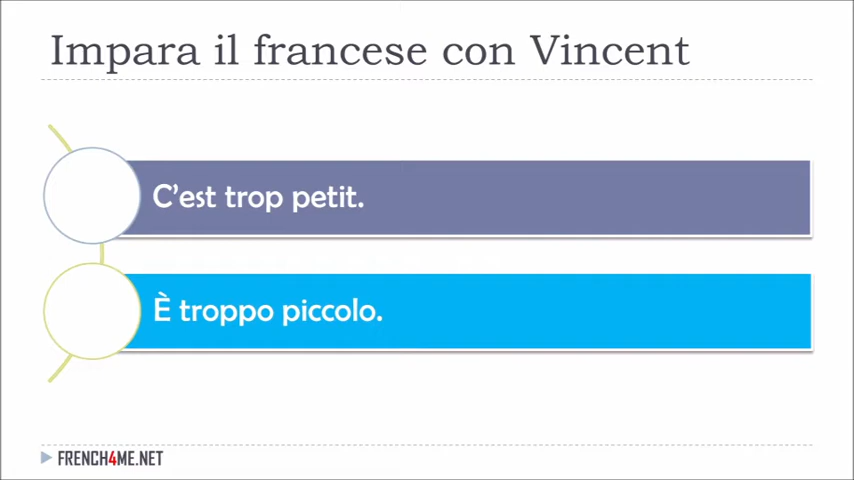 Impara il francese con Vincent
C’est trop petit.
È troppo piccolo.
FRENCH4ME.NET